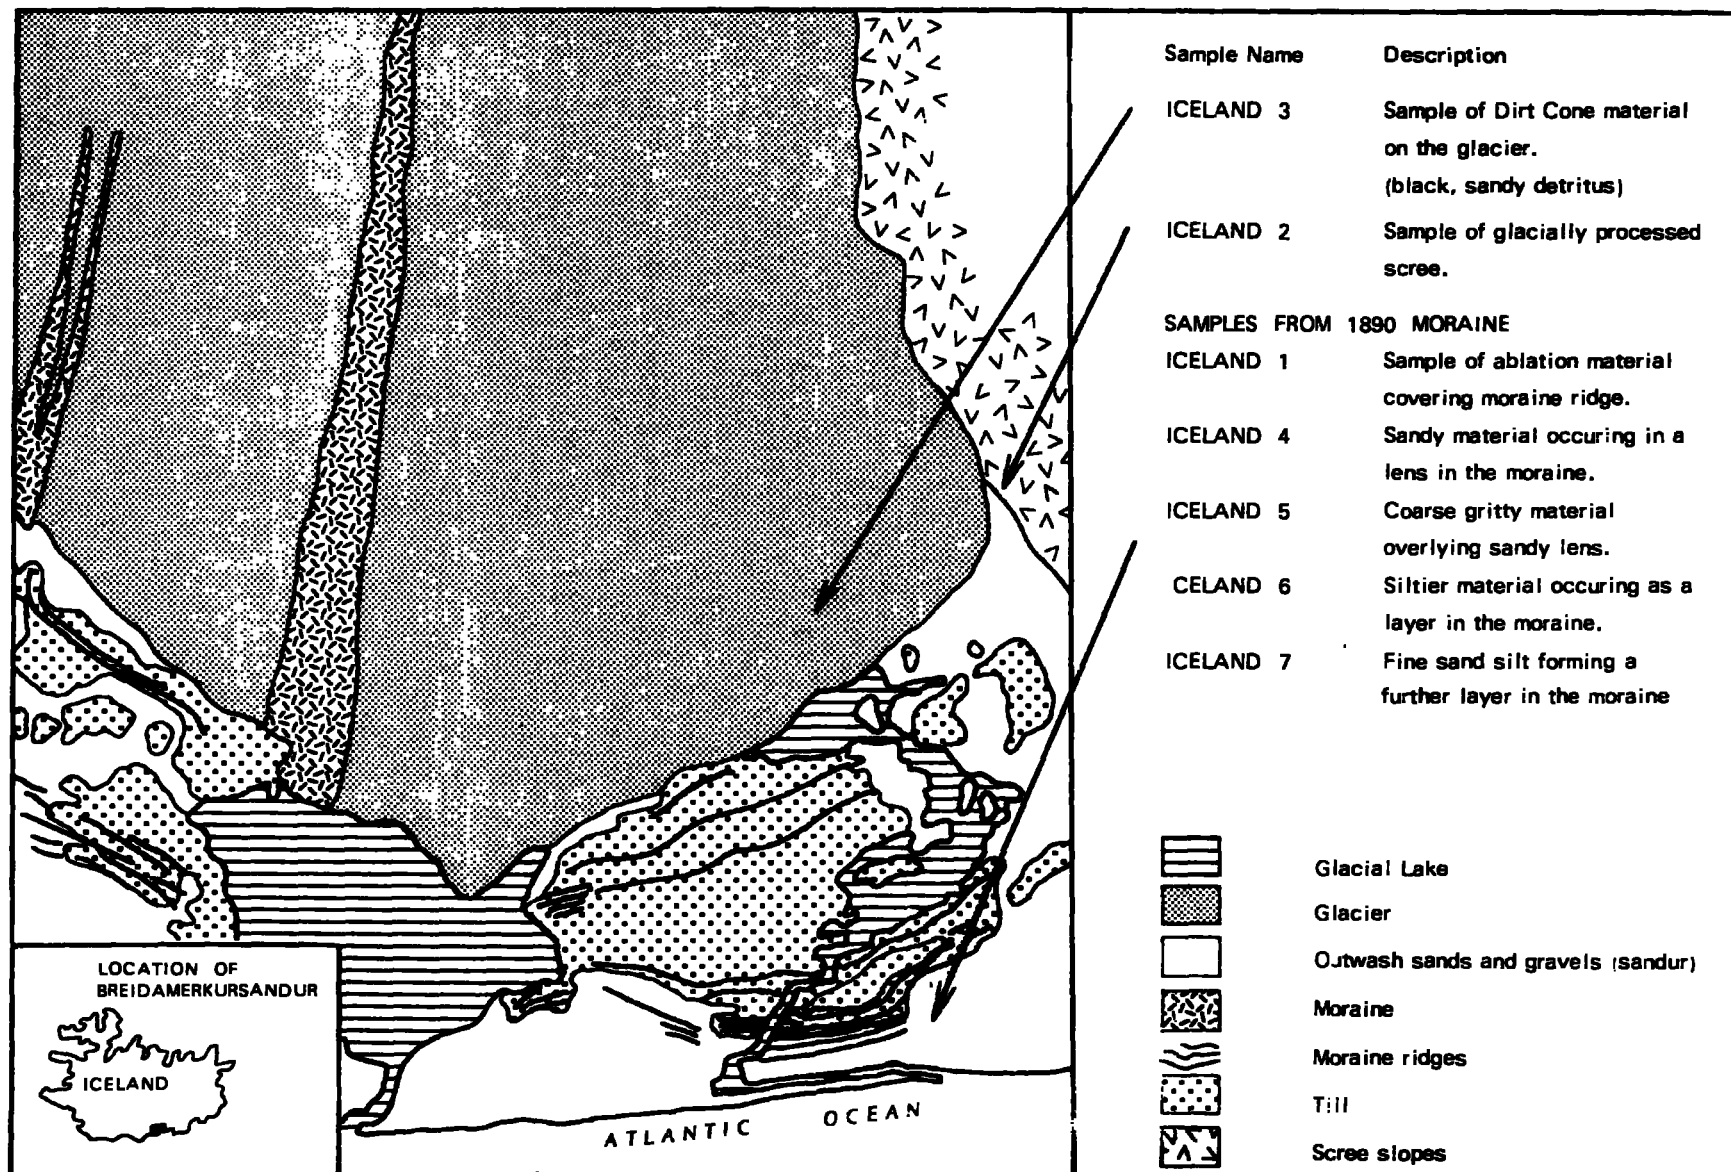 Sample Name Description
ICELAND 3 Sample of Dirt Cone material
on the glacier.
(black, sandy detritus)
ICELAND 2 Sample of glacially processed
scree.
SAMPLES FROM 1890 MORAINE
ICELAND 1 Sample of ablation material
covering moraine ridge.
ICELAND 4 Sandy material occuring in a
lens in the moraine.
ICELAND 5 Coarse gritty material
overlying sandy lens.
CELAND 6 Siltier material occuring as a
layer in the moraine.
ICELAND 7 Fine sand silt forming a
further layer in the moraine
Glacial Lake
Glacier
Outwash sands and gravels (sandur)
Moraine
Moraine ridges
Till
Scree slopes
LOCATION OF
BREIDAMERKURSANDUR
ICELAND
ATLANTIC OCEAN